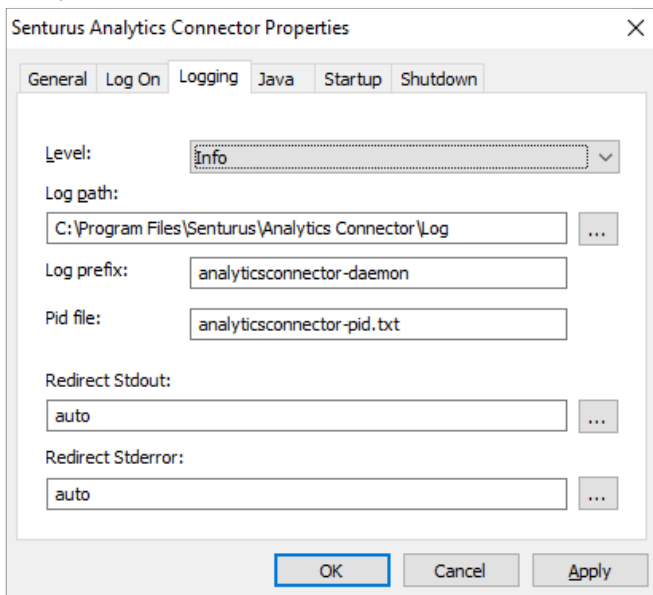 Senturus Analytics Connector Properties
General Log On Logging Java Startup Shutdown
Level: Info
Log path:
C:\Program Files\Senturus\Analytics Connector\Log ...
Log prefix: analyticsconnector-daemon
Pid file: analyticsconnector-pid.txt
Redirect Stdout:
auto ...
Redirect Stderror:
auto ...
OK Cancel Apply